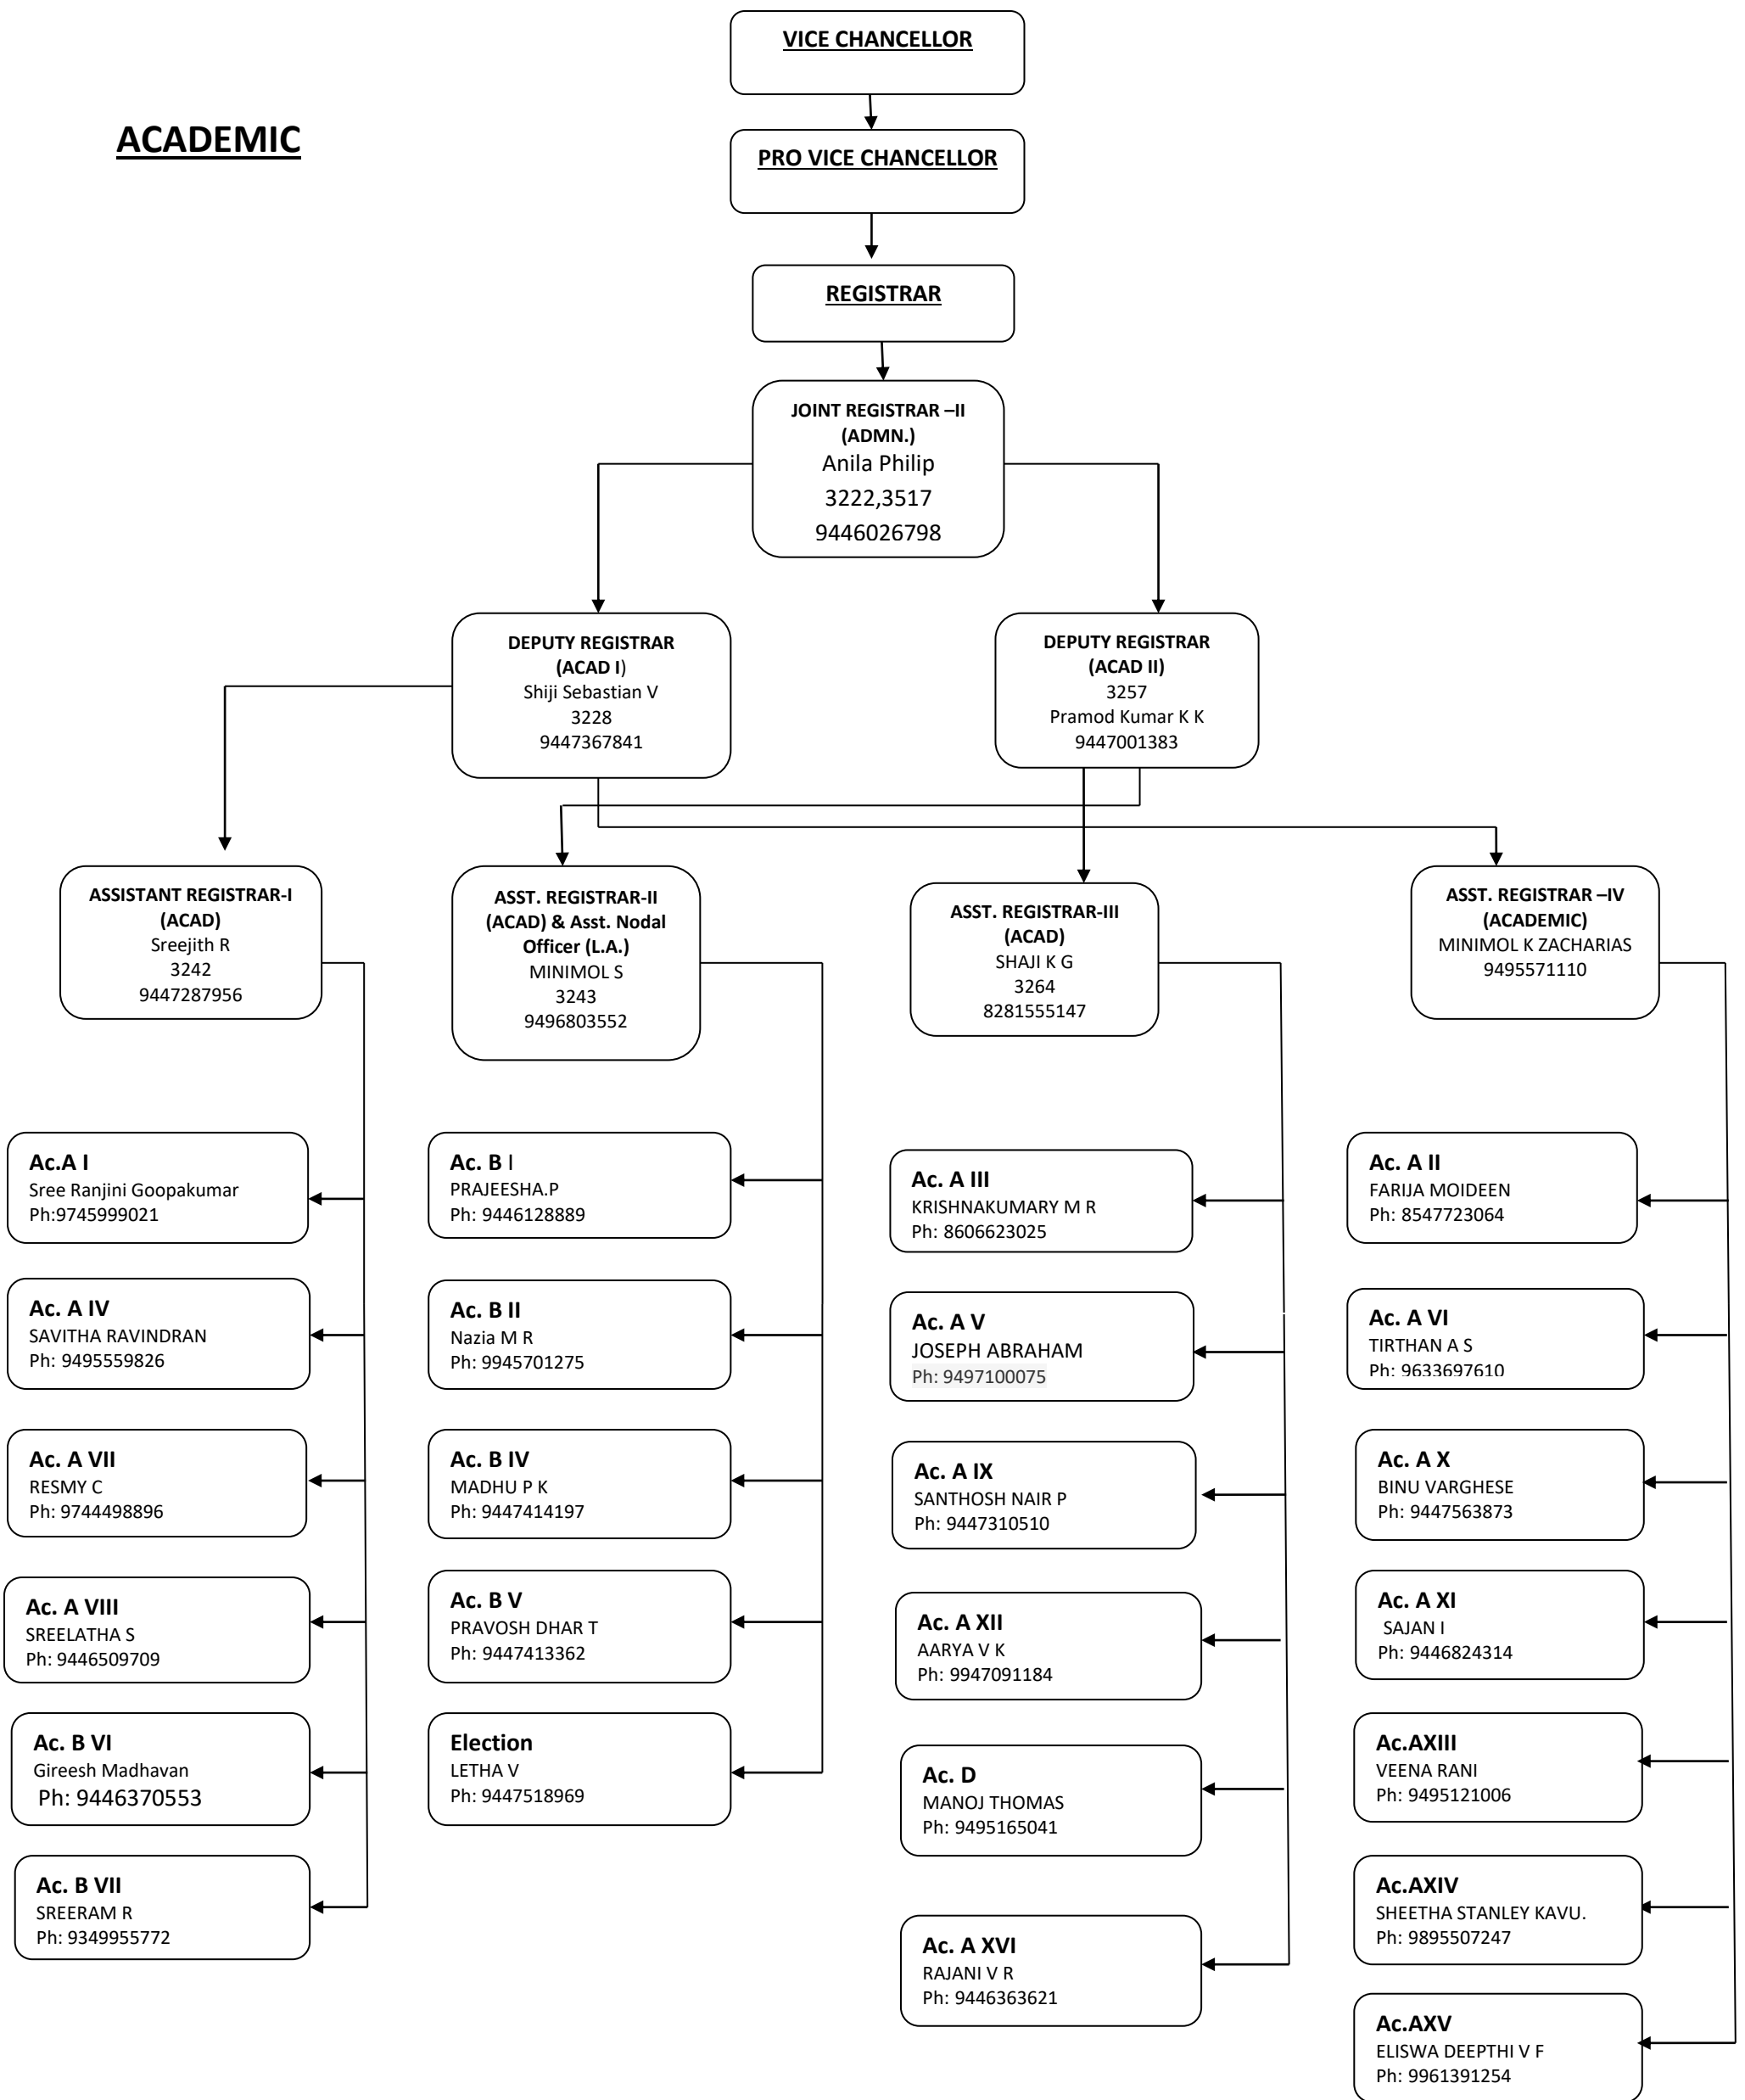 VICE CHANCELLOR
ACADEMIC
PRO VICE CHANCELLOR
REGISTRAR
JOINT REGISTRAR –II
(ADMN.)
Anila Philip
3222,3517
9446026798
DEPUTY REGISTRAR
(ACAD I)
Shiji Sebastian V
3228
9447367841
DEPUTY REGISTRAR
(ACAD II)
3257
Pramod Kumar K K
9447001383
ASSISTANT REGISTRAR-I
(ACAD)
Sreejith R
3242
9447287956
ASST. REGISTRAR-II
(ACAD) & Asst. Nodal
Officer (L.A.)
MINIMOL S
3243
9496803552
ASST. REGISTRAR-III
(ACAD)
SHAJI K G
3264
8281555147
ASST. REGISTRAR –IV
(ACADEMIC)
MINIMOL K ZACHARIAS
9495571110
Ac.A I
Sree Ranjini Goopakumar
Ph:9745999021
Ac. A IV
SAVITHA RAVINDRAN
Ph: 9495559826
Ac. A VII
RESMY C
Ph: 9744498896
Ac. A VIII
SREELATHA S
Ph: 9446509709
Ac. B VI
Gireesh Madhavan
Ph: 9446370553
Ac. B VII
SREERAM R
Ph: 9349955772
Ac. B I
PRAJEESHA.P
Ph: 9446128889
Ac. B II
Nazia M R
Ph: 9945701275
Ac. B IV
MADHU P K
Ph: 9447414197
Ac. B V
PRAVOSH DHAR T
Ph: 9447413362
Election
LETHA V
Ph: 9447518969
Ac. A III
KRISHNAKUMARY M R
Ph: 8606623025
Ac. A V
JOSEPH ABRAHAM
Ph: 9497100075
Ac. A IX
SANTHOSH NAIR P
Ph: 9447310510
Ac. A XII
AARYA V K
Ph: 9947091184
Ac. D
MANOJ THOMAS
Ph: 9495165041
Ac. A XVI
RAJANI V R
Ph: 9446363621
Ac. A II
FARIJA MOIDEEN
Ph: 8547723064
Ac. A VI
TIRTHAN A S
Ph: 9633697610
Ac. A X
BINU VARGHESE
Ph: 9447563873
Ac. A XI
SAJAN I
Ph: 9446824314
Ac.AXIII
VEENA RANI
Ph: 9495121006
Ac.AXIV
SHEETHA STANLEY KAVU.
Ph: 9895507247
Ac.AXV
ELISWA DEEPTHI V F
Ph: 9961391254